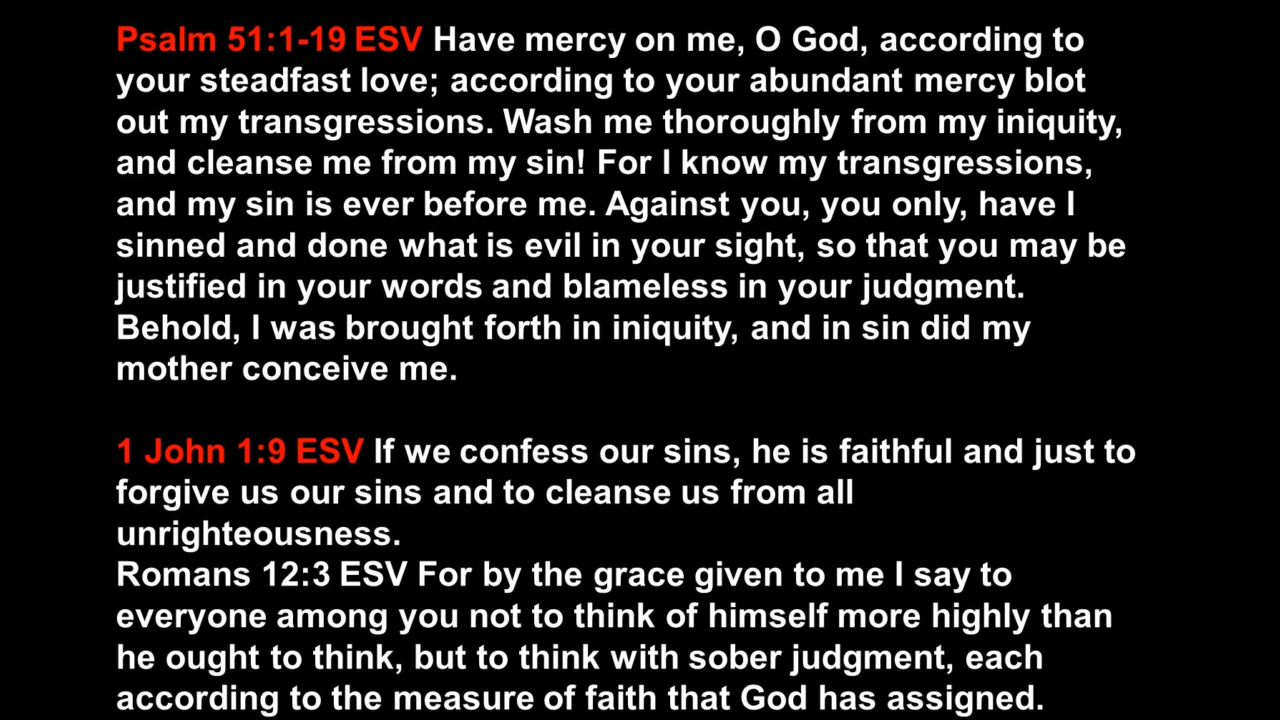 Psalm 51:1-19 ESV Have mercy on me, O God, according to
your steadfast love; according to your abundant mercy blot
out my transgressions. Wash me thoroughly from my iniquity,
and cleanse me from my sin! For I know my transgressions,
and my sin is ever before me. Against you, you only, have I
sinned and done what is evil in your sight, so that you may be
justified in your words and blameless in your judgment.
Behold, I was brought forth in iniquity, and in sin did my
mother conceive me.
1 John 1:9 ESV If we confess our sins, he is faithful and just to
forgive us our sins and to cleanse us from all
unrighteousness.
Romans 12:3 ESV For by the grace given to me I say to
everyone among you not to think of himself more highly than
he ought to think, but to think with sober judgment, each
according to the measure of faith that God has assigned.